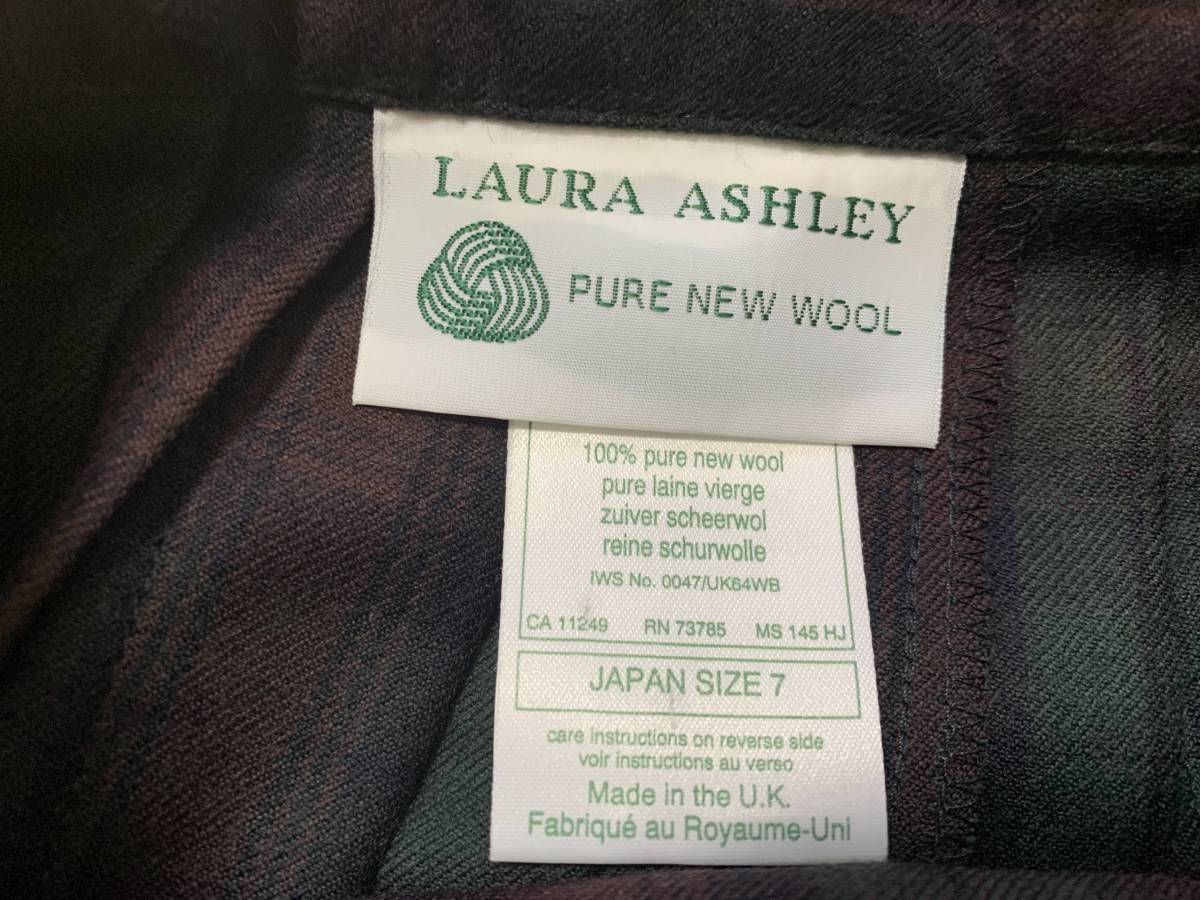 LAURA ASHLEY
PURE NEW WOOL
100% pure new wool
pure laine vierge
zuiver scheerwol
reine schurwolle
IWS No. 0047/UK64WB
CA 11249 RN 73785 MS 145 HJ
JAPAN SIZE 7
care instructions on reverse side
voir instructions au verso
Made in the U.K.
Fabriqué au Royaume-Uni